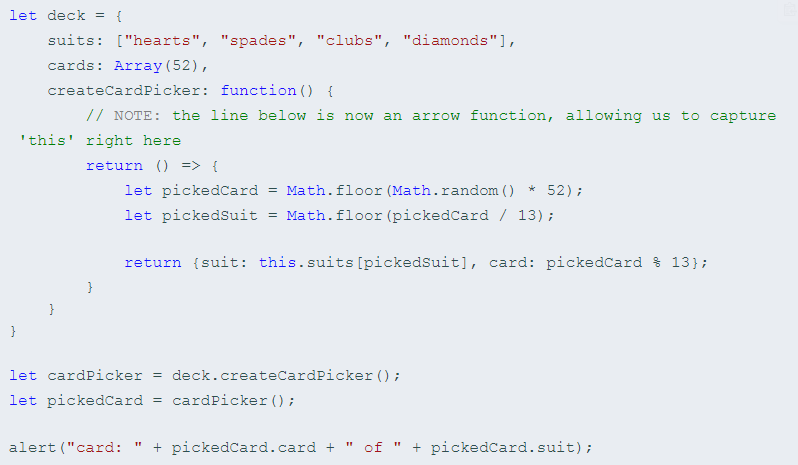 let deck = {
    suits: ["hearts", "spades", "clubs", "diamonds"],
    cards: Array(52),
    createCardPicker: function() {
        // NOTE: the line below is now an arrow function, allowing us to capture
 'this' right here
        return () => {
            let pickedCard = Math.floor(Math.random() * 52);
            let pickedSuit = Math.floor(pickedCard / 13);

            return {suit: this.suits[pickedSuit], card: pickedCard % 13};
        }
    }
}

let cardPicker = deck.createCardPicker();
let pickedCard = cardPicker();

alert("card: " + pickedCard.card + " of " + pickedCard.suit);